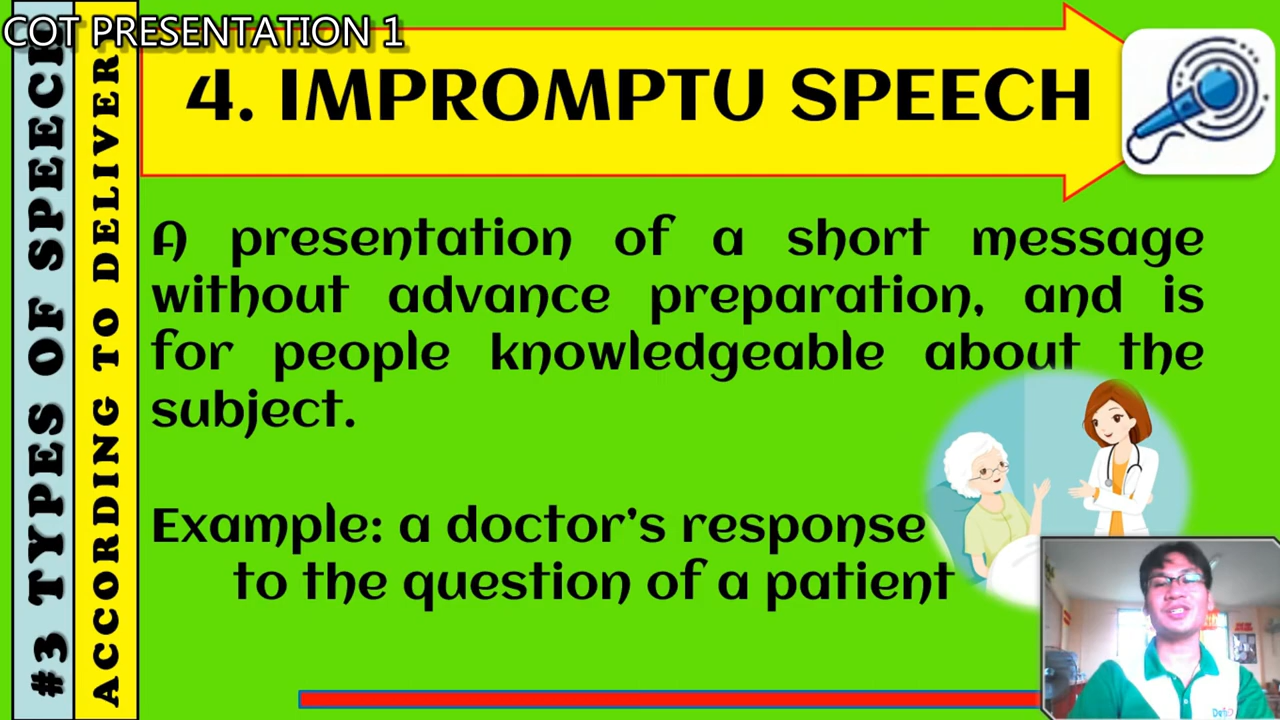 COT PRESENTATION 1
#3 TYPES OF SPEECH
ACCORDING TO DELIVERY
4. IMPROMPTU SPEECH
A presentation of a short message
without advance preparation, and is
for people knowledgeable about the
subject.
Example: a doctor's response
to the question of a patient